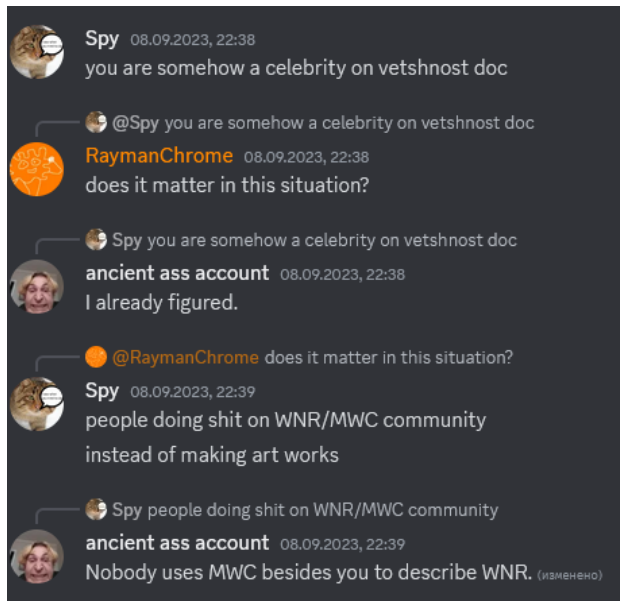 Spy 08.09.2023, 22:38
you are somehow a celebrity on vetshnost doc
@Spy you are somehow a celebrity on vetshnost doc
RaymanChrome 08.09.2023, 22:38
does it matter in this situation?
Spy you are somehow a celebrity on vetshnost doc
ancient ass account 08.09.2023, 22:38
I already figured.
@RaymanChrome does it matter in this situation?
Spy 08.09.2023, 22:39
people doing shit on WNR/MWC community
instead of making art works
Spy people doing shit on WNR/MWC community
ancient ass account 08.09.2023, 22:39
Nobody uses MWC besides you to describe WNR. (изменено)